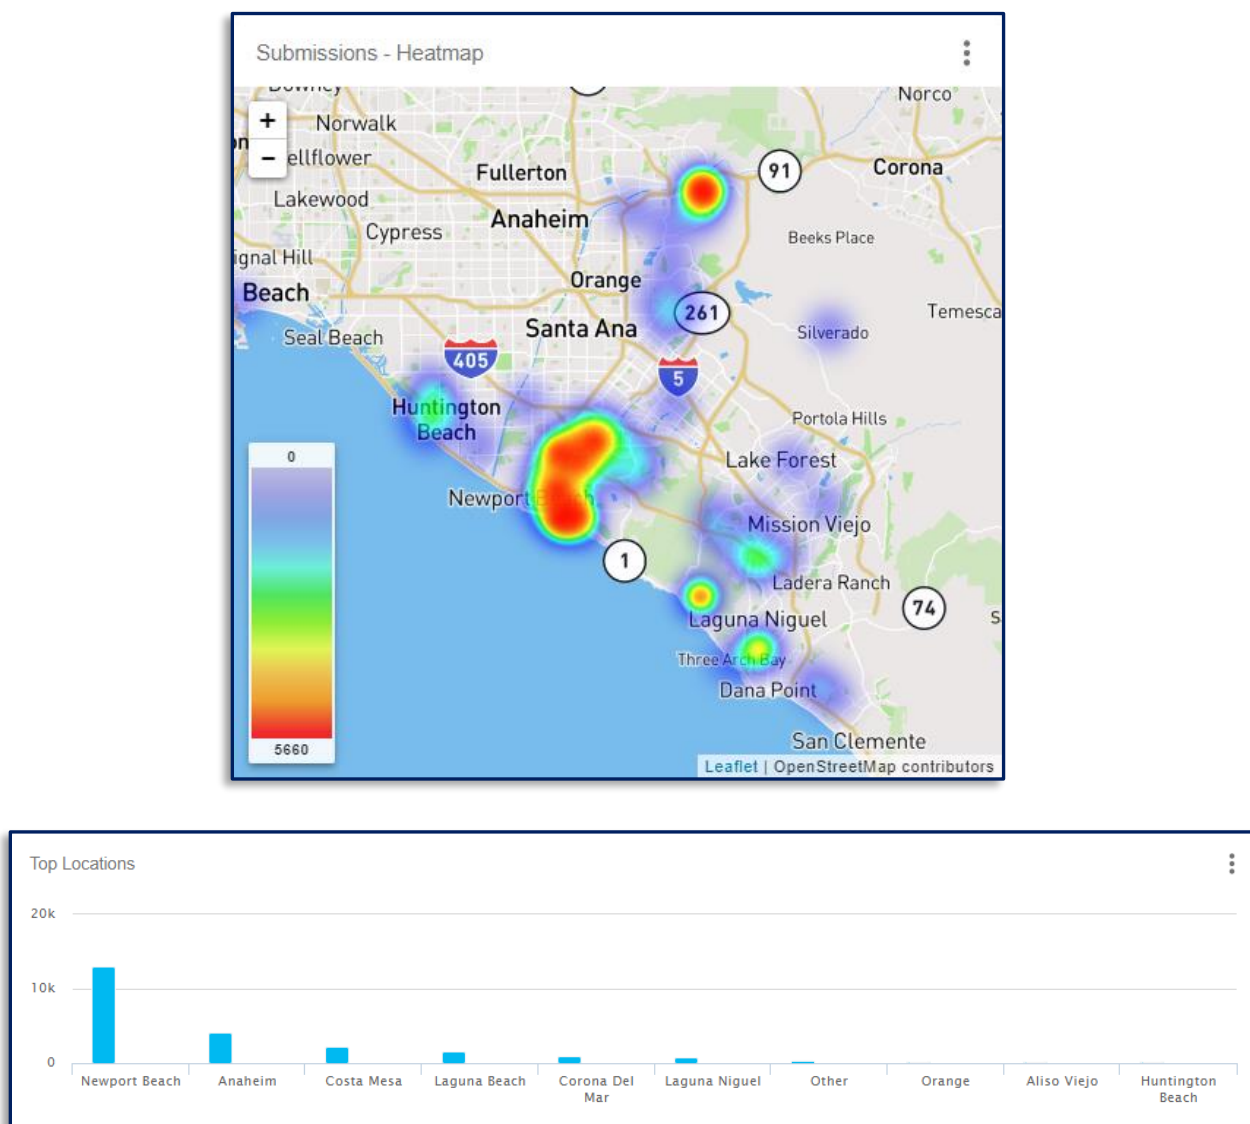 Submissions - Heatmap
Downey
Norco
+
Norwalk
−
ellflower
Fullerton
91
Corona
Lakewood
Anaheim
Cypress
Beeks Place
ignal Hill
Orange
Beach
261
Temesca
Santa Ana
Silverado
Seal Beach
405
5
Huntington
Beach
Portola Hills
0
Lake Forest
Newport Beach
Mission Viejo
1
Ladera Ranch
74
Laguna Niguel
Three Arch Bay
Dana Point
San Clemente
5660
Leaflet | OpenStreetMap contributors
Top Locations
20k
10k
0
Newport Beach
Anaheim
Costa Mesa
Laguna Beach
Corona Del
Mar
Laguna Niguel
Other
Orange
Aliso Viejo
Huntington
Beach